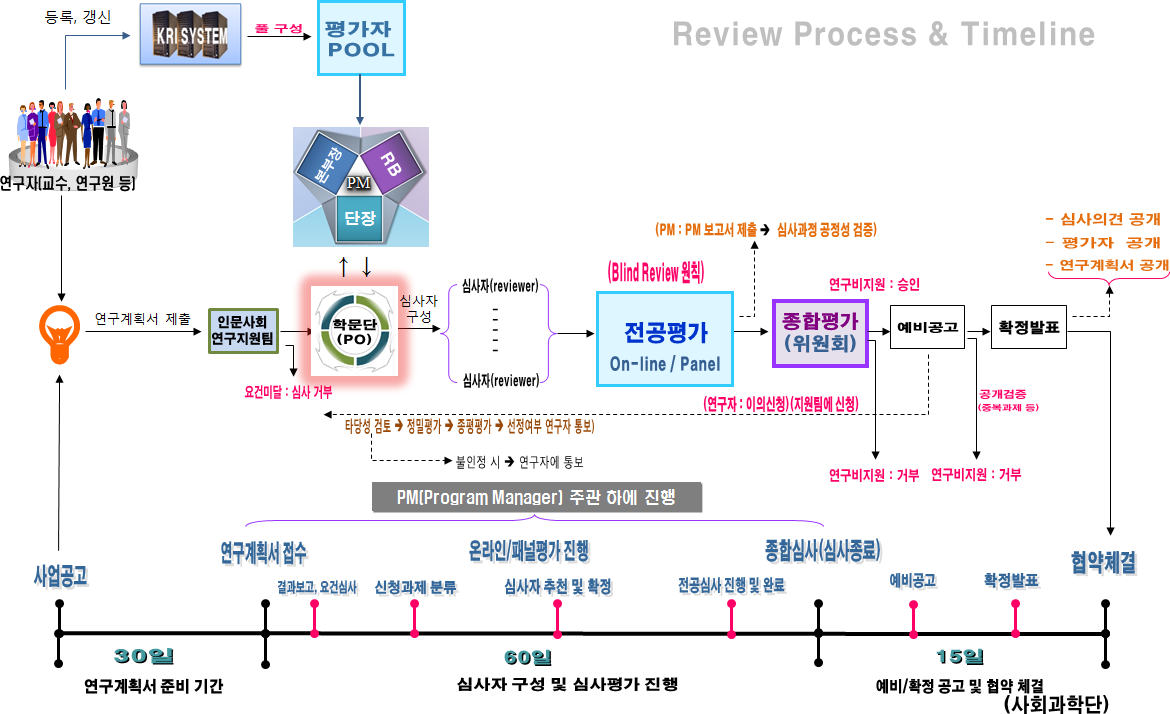 등록, 갱신
KRI SYSTEM
풀 구성
평가자
POOL
Review Process & Timeline
본부장
RB
PM
단장
연구자(교수, 연구원 등)
(PM : PM 보고서 제출 → 심사과정 공정성 검증)
- 심사의견 공개
- 평가자 공개
- 연구계획서 공개
↑ ↓
연구계획서 제출
인문사회
연구지원팀
학문단
(PO)
심사자
구성
심사자(reviewer)
심사자(reviewer)
(Blind Review 원칙)
전공평가
On-line / Panel
종합평가
(위원회)
연구비지원 : 승인
예비공고
확정발표
요건미달 : 심사 거부
(연구자 : 이의신청)(지원팀에 신청)
공개검증
(중복과제 등)
타당성 검토 → 정밀평가 → 종평평가 → 선정여부 연구자 통보)
불인정 시 → 연구자에 통보
연구비지원 : 거부
연구비지원 : 거부
PM(Program Manager) 주관 하에 진행
사업공고
연구계획서 접수
온라인/패널평가 진행
종합심사(심사종료)
협약체결
결과보고, 요건심사
신청과제 분류
심사자 추천 및 확정
전공심사 진행 및 완료
예비공고
확정발표
30일
60일
15일
연구계획서 준비 기간
심사자 구성 및 심사평가 진행
예비/확정 공고 및 협약 체결
(사회과학단)